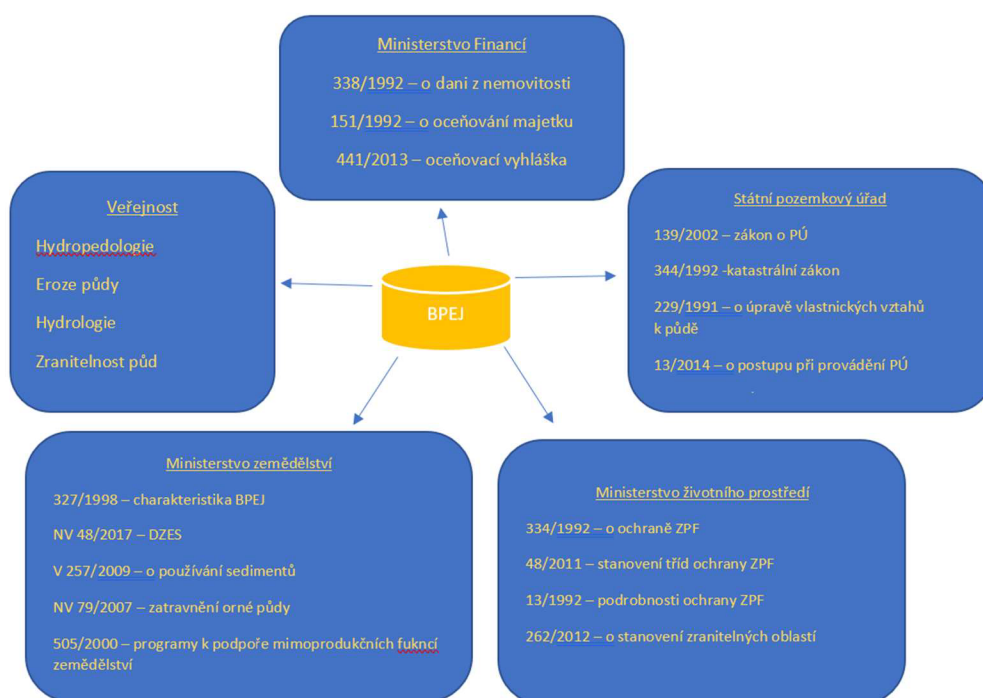 Ministerstvo Financí
338/1992 – o dani z nemovitosti
151/1992 – o oceňování majetku
441/2013 – oceňovací vyhláška
Veřejnost
Hydropedologie
Eroze půdy
Hydrologie
Zranitelnost půd
BPEJ
Státní pozemkový úřad
139/2002 – zákon o PÚ
344/1992 -katastrální zákon
229/1991 – o úpravě vlastnických vztahů
k půdě
13/2014 – o postupu při provádění PÚ
Ministerstvo zemědělství
327/1998 – charakteristika BPEJ
NV 48/2017 – DZES
V 257/2009 – o používání sedimentů
NV 79/2007 – zatravnění orné půdy
505/2000 – programy k podpoře mimoprodukčních fukncí
zemědělství
Ministerstvo životního prostředí
334/1992 – o ochraně ZPF
48/2011 – stanovení tříd ochrany ZPF
13/1992 – podrobnosti ochrany ZPF
262/2012 – o stanovení zranitelných oblastí